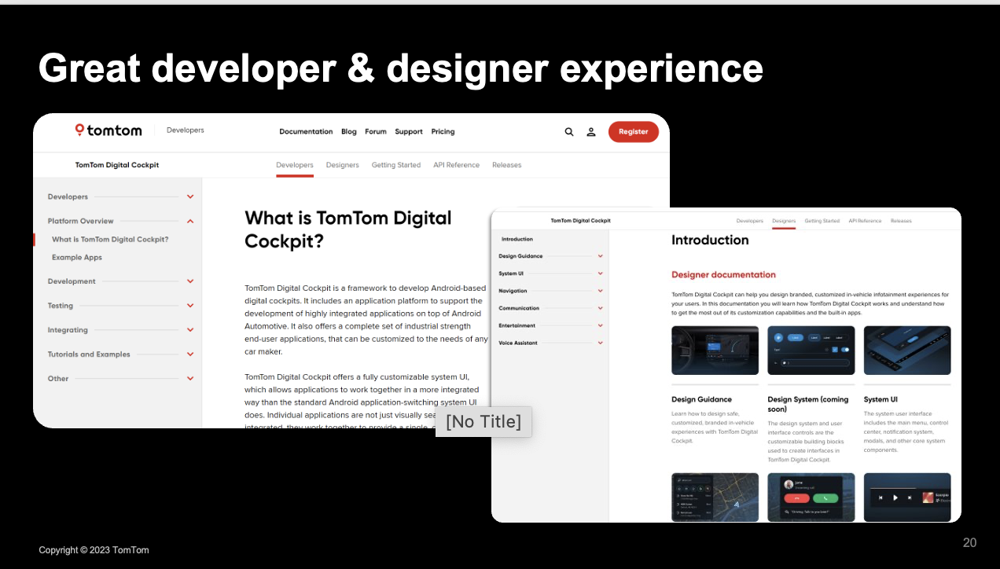 Great developer & designer experience
tomtom
Developers
Documentation Blog Forum Support Pricing
Register
TomTom Digital Cockpit
Developers Designers Getting Started API Reference Releases
Developers
Platform Overview
What is TomTom Digital Cockpit?
Example Apps
Development
Testing
Integrating
Tutorials and Examples
Other
What is TomTom Digital
Cockpit?
TomTom Digital Cockpit is a framework to develop Android-based
digital cockpits. It includes an application platform to support the
development of highly integrated applications on top of Android
Automotive. It also offers a complete set of industrial strength
end-user applications, that can be customized to the needs of any
car maker.
TomTom Digital Cockpit offers a fully customizable system UI,
which allows applications to work together in a more integrated
way than the standard Android application-switching system UI
does. Individual applications are not just visually
integrated, they work together to provide a single,
[No Title]
TomTom Digital Cockpit
Developers Designers Getting Started API Reference Releases
Introduction
Design Guidance
System UI
Navigation
Communication
Entertainment
Voice Assistant
Introduction
Designer documentation
TomTom Digital Cockpit can help you design branded, customized in-vehicle infotainment experiences for
your users. In this documentation you will learn how TomTom Digital Cockpit works and understand how
to get the most out of its customization capabilities and the built-in apps.
Design Guidance
Learn how to design safe,
customized, branded in-vehicle
experiences with TomTom Digital
Cockpit.
Design System (coming
soon)
The design system and user
interface controls are the
customizable building blocks
used to create interfaces in
TomTom Digital Cockpit.
System UI
The system user interface
includes the main menu, control
center, notification system,
modals, and other core system
components.
Jane
Incoming call
"Driving. Talk to you later!"
Scorpio
Copyright © 2023 TomTom
20